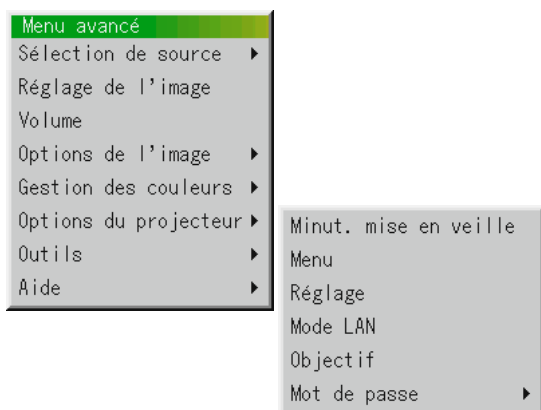 Menu avancé
Sélection de source
Réglage de l'image
Volume
Options de l'image
Gestion des couleurs
Options du projecteur
Outils
Aide
Minut. mise en veille
Menu
Réglage
Mode LAN
Objectif
Mot de passe